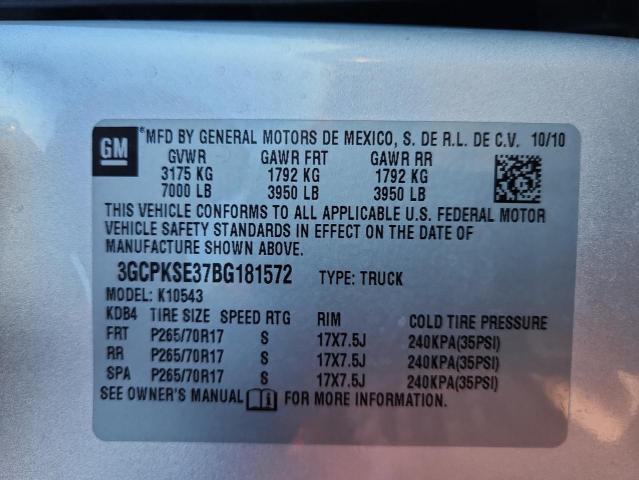 GM ®MFD BY GENERAL MOTORS DE MEXICO, S. DE R.L. DE C.V. 10/10
GVWR GAWR FRT GAWR RR
3175 KG 1792 KG 1792 KG
7000 LB 3950 LB 3950 LB
THIS VEHICLE CONFORMS TO ALL APPLICABLE U.S. FEDERAL MOTOR
VEHICLE SAFETY STANDARDS IN EFFECT ON THE DATE OF
MANUFACTURE SHOWN ABOVE.
3GCPKSE37BG181572 TYPE: TRUCK
MODEL: K10543
KDB4 TIRE SIZE SPEED RTG RIM COLD TIRE PRESSURE
FRT P265/70R17 S 17X7.5J 240KPA(35PSI)
RR P265/70R17 S 17X7.5J 240KPA(35PSI)
SPA P265/70R17 S 17X7.5J 240KPA(35PSI)
SEE OWNER'S MANUAL FOR MORE INFORMATION.